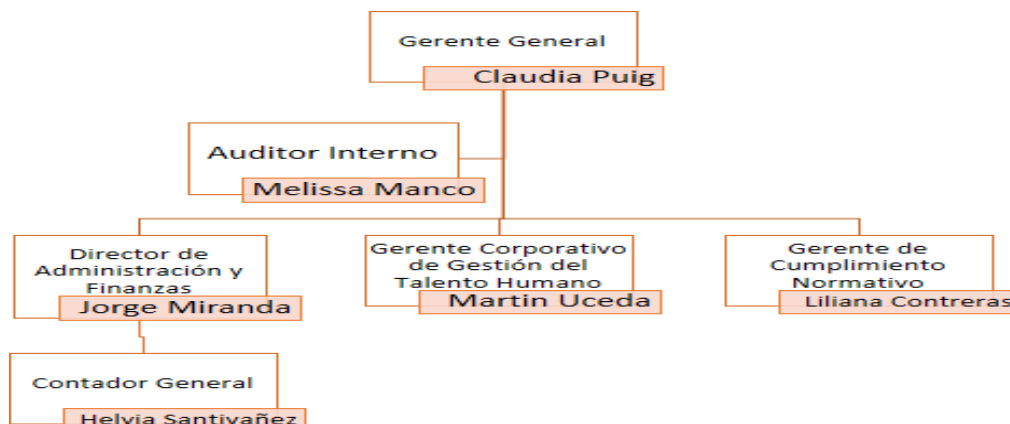 Gerente General
Claudia Puig
Auditor Interno
Melissa Manco
Director de
Administración y
Finanzas
Jorge Miranda
Gerente Corporativo
de Gestión del
Talento Humano
Martin Uceda
Gerente de
Cumplimiento
Normativo
Liliana Contreras
Contador General
Helvia Santivañez